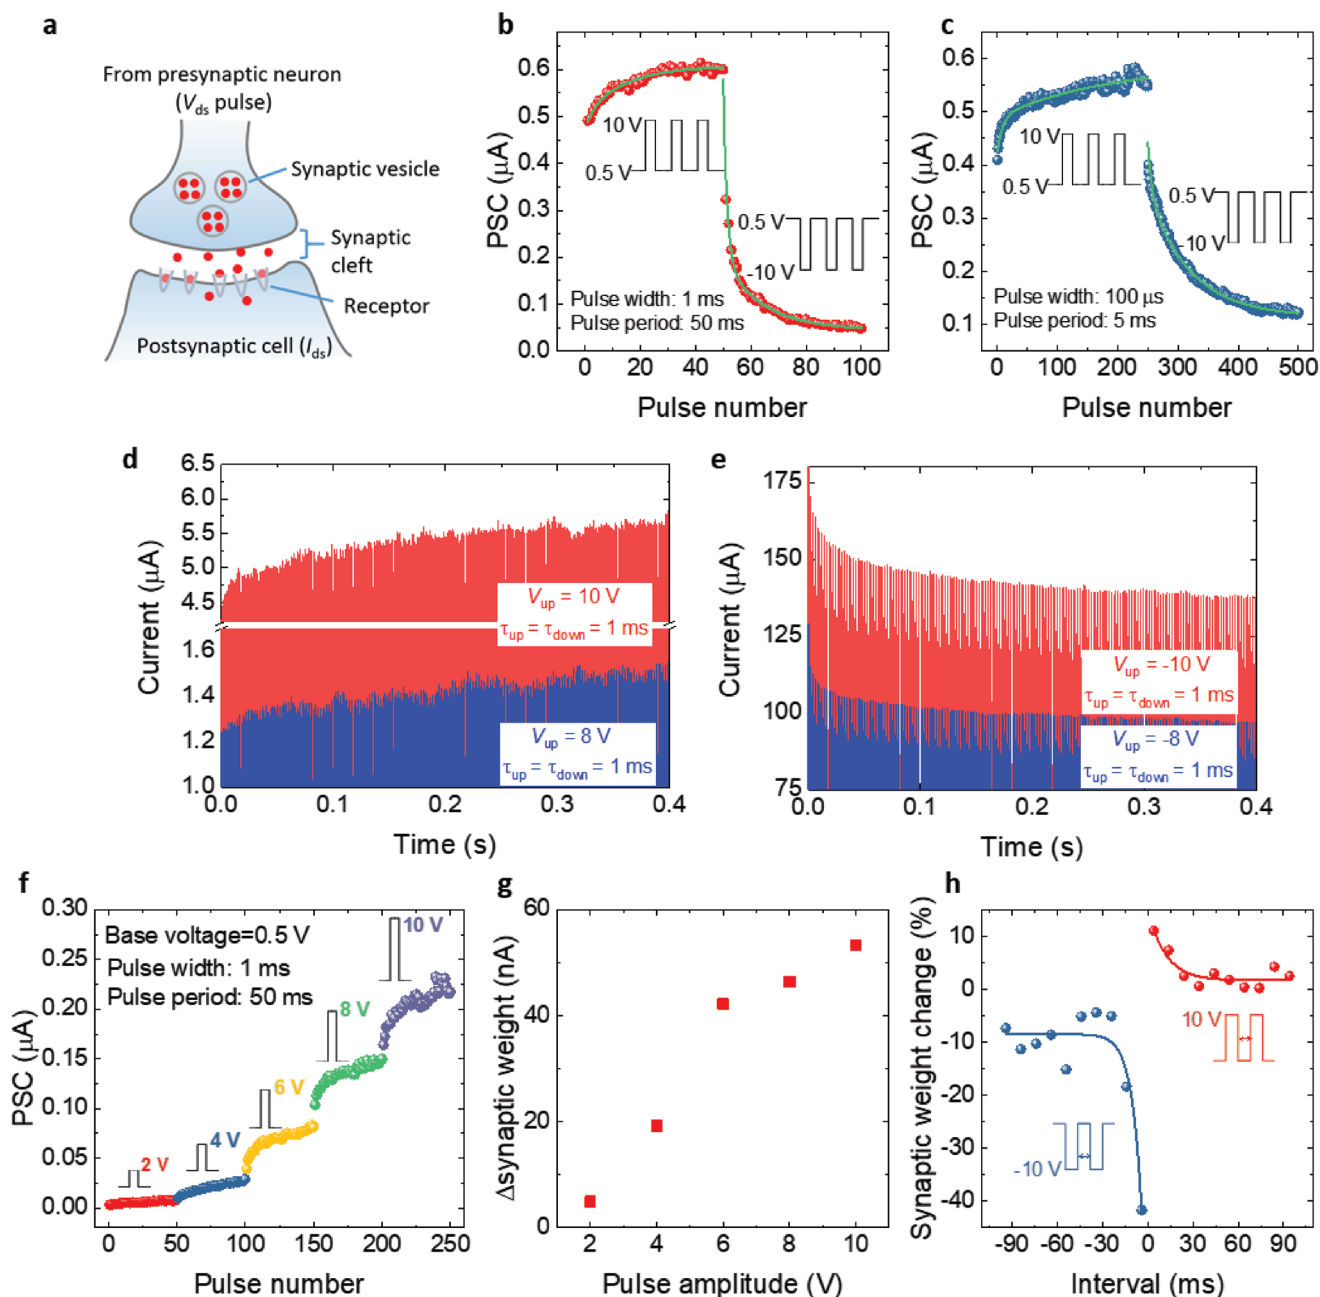 a
From presynaptic neuron
(Vds pulse)
Synaptic vesicle
Synaptic
cleft
Receptor
Postsynaptic cell (Ids)
b
PSC (μA)
0.7
0.6
0.5
0.4
0.3
0.2
0.1
0.0
10 V
0.5 V
0.5 V
-10 V
Pulse width: 1 ms
Pulse period: 50 ms
0 20 40 60 80 100
Pulse number
c
PSC (μA)
0.6
0.5
0.4
0.3
0.2
0.1
10 V
0.5 V
0.5 V
-10 V
Pulse width: 100 μs
Pulse period: 5 ms
0 100 200 300 400 500
Pulse number
d
Current (μA)
6.5
6.0
5.5
5.0
4.5
1.6
1.4
1.2
1.0
Vup = 10 V
τup = τdown = 1 ms
Vup = 8 V
τup = τdown = 1 ms
0.0 0.1 0.2 0.3 0.4
Time (s)
e
Current (μA)
175
150
125
100
75
Vup = -10 V
τup = τdown = 1 ms
Vup = -8 V
τup = τdown = 1 ms
0.0 0.1 0.2 0.3 0.4
Time (s)
f
PSC (μA)
0.30
0.25
0.20
0.15
0.10
0.05
0.00
Base voltage=0.5 V
Pulse width: 1 ms
Pulse period: 50 ms
2 V
4 V
6 V
8 V
10 V
0 50 100 150 200 250
Pulse number
g
Δsynaptic weight (nA)
60
40
20
0
2 4 6 8 10
Pulse amplitude (V)
h
Synaptic weight change (%)
10
0
-10
-20
-30
-40
10 V
-10 V
-90 -60 -30 0 30 60 90
Interval (ms)